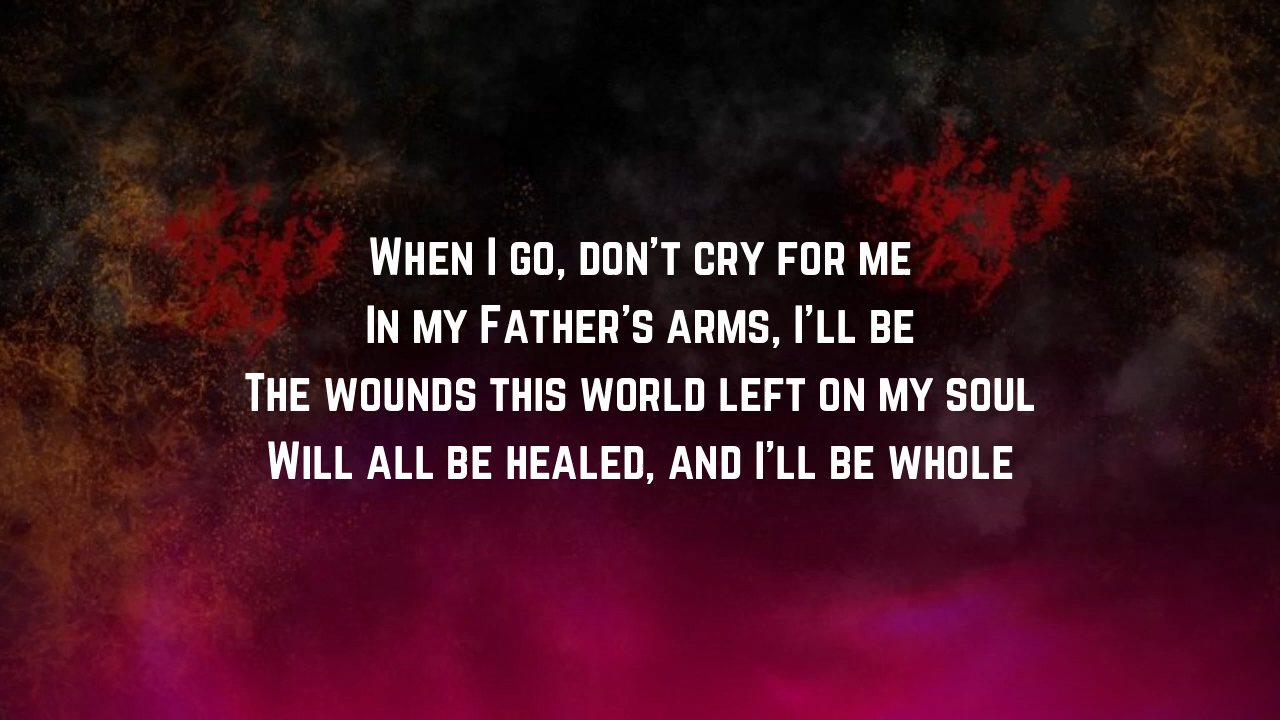 When I go, don't cry for me
In my Father's arms, I'll be
The wounds this world left on my soul
Will all be healed, and I'll be whole